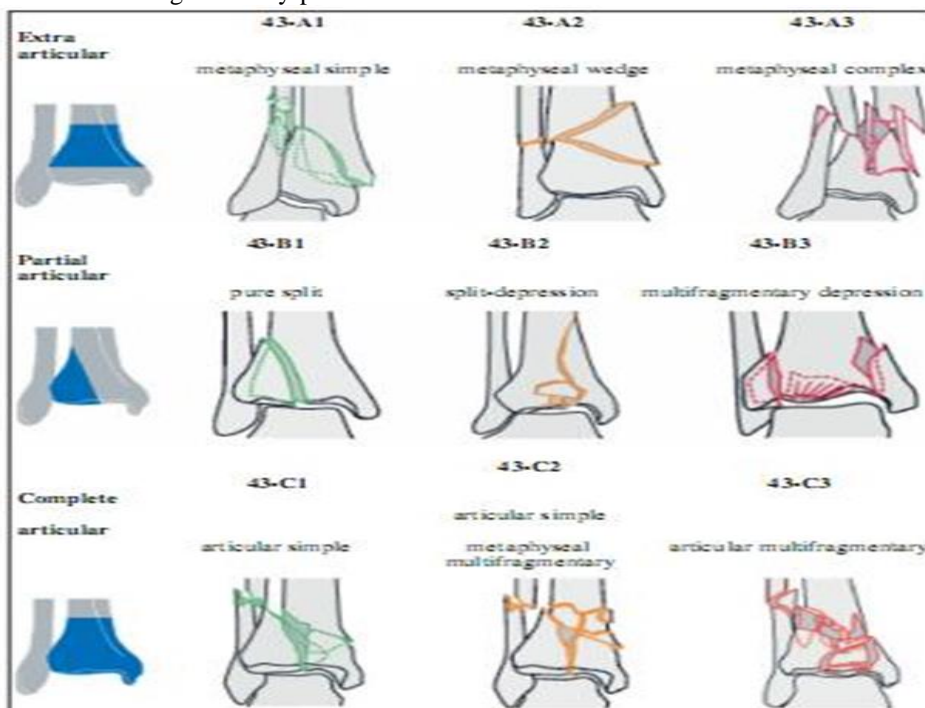 43-A1 43-A2 43-A3
Extra
articular
metaphyseal simple metaphyseal wedge metaphyseal complex
43-B1 43-B2 43-B3
Partial
articular
pure split split-depression multifragmentary depression
43-C1 43-C2 43-C3
Complete
articular
articular simple
articular simple metaphyseal articular multifragmentary
multifragmentary